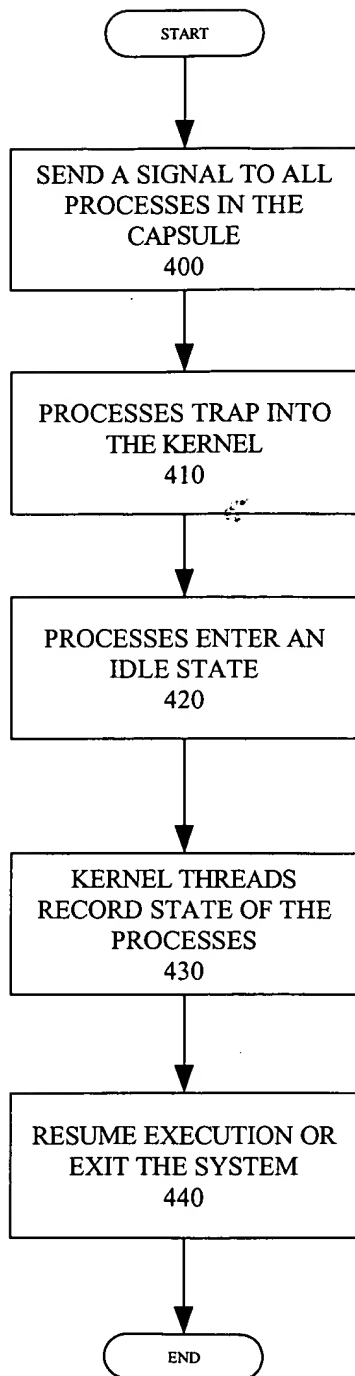 START
SEND A SIGNAL TO ALL
PROCESSES IN THE
CAPSULE
400
PROCESSES TRAP INTO
THE KERNEL
410
PROCESSES ENTER AN
IDLE STATE
420
KERNEL THREADS
RECORD STATE OF THE
PROCESSES
430
RESUME EXECUTION OR
EXIT THE SYSTEM
440
END